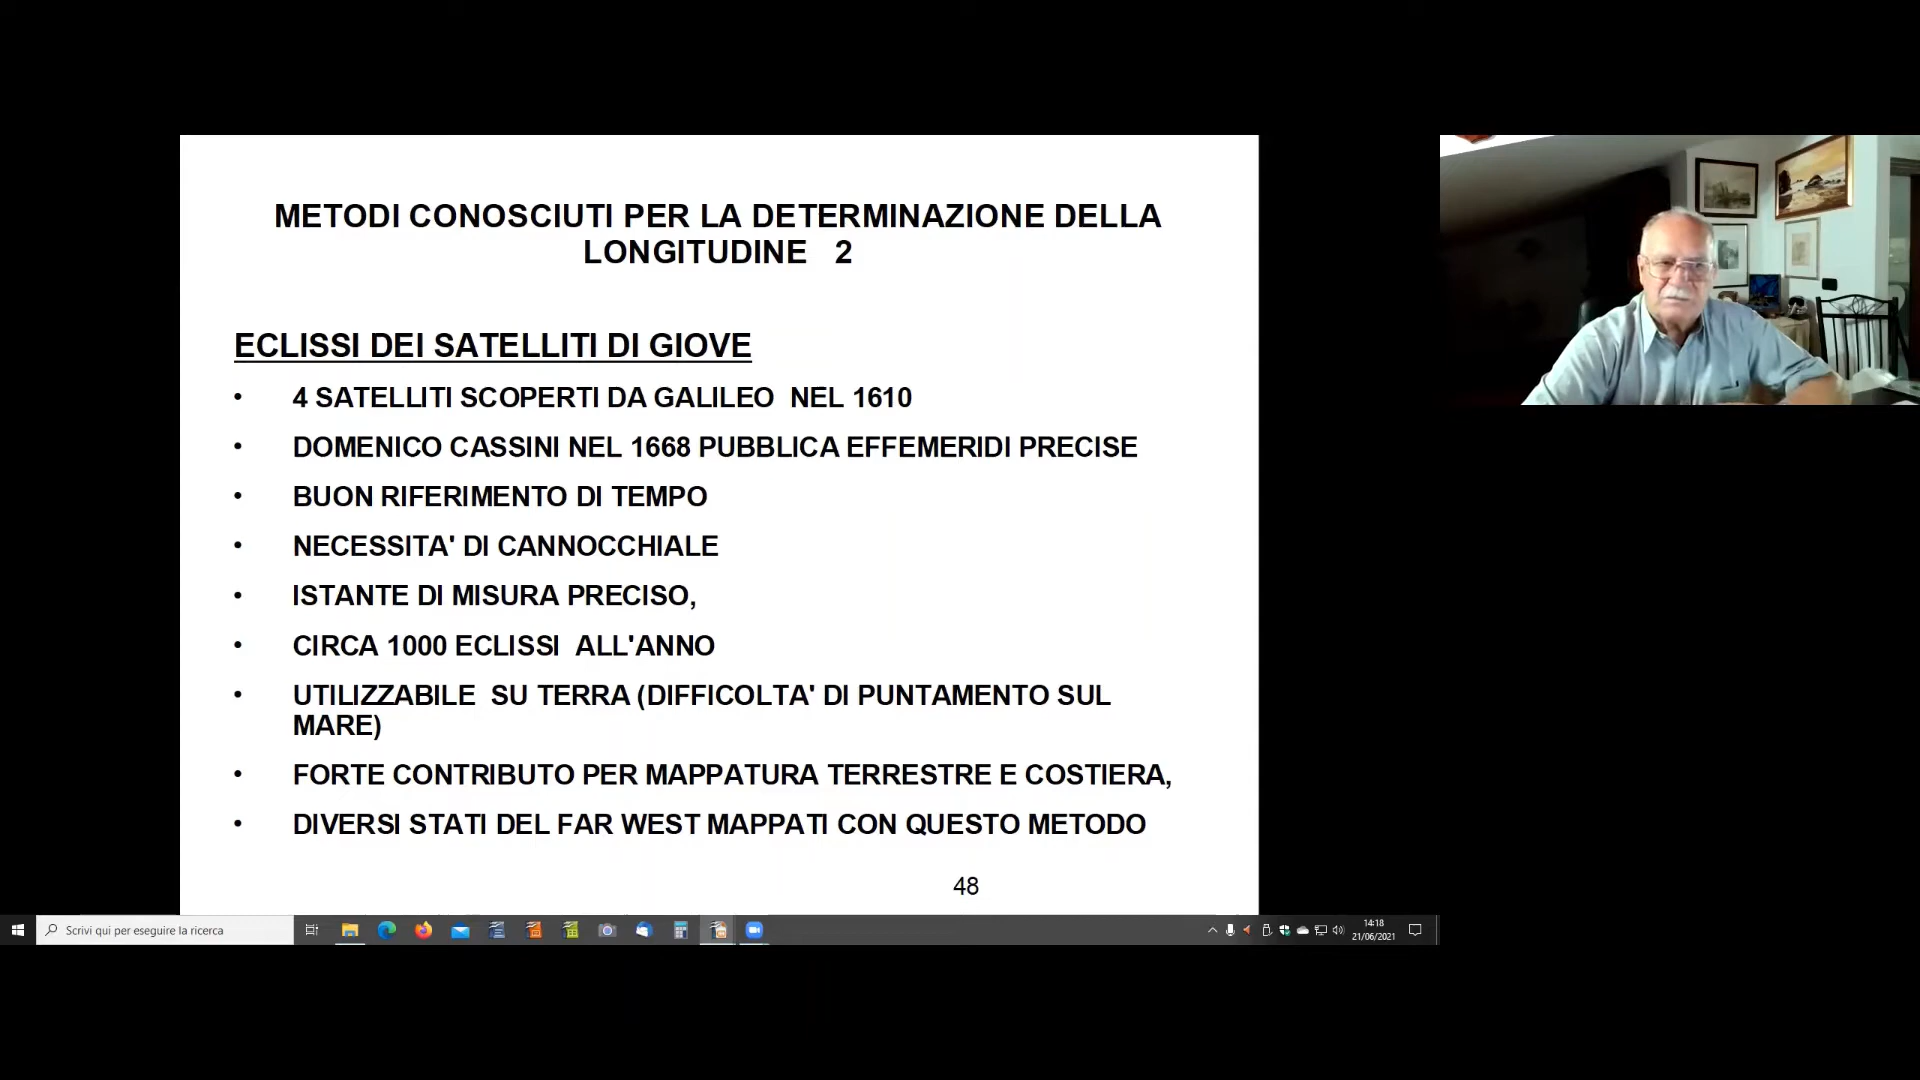 METODI CONOSCIUTI PER LA DETERMINAZIONE DELLA
LONGITUDINE 2
ECLISSI DEI SATELLITI DI GIOVE
• 4 SATELLITI SCOPERTI DA GALILEO NEL 1610
• DOMENICO CASSINI NEL 1668 PUBBLICA EFFEMERIDI PRECISE
• BUON RIFERIMENTO DI TEMPO
• NECESSITA' DI CANNOCCHIALE
• ISTANTE DI MISURA PRECISO,
• CIRCA 1000 ECLISSI ALL'ANNO
• UTILIZZABILE SU TERRA (DIFFICOLTA' DI PUNTAMENTO SUL
MARE)
• FORTE CONTRIBUTO PER MAPPATURA TERRESTRE E COSTIERA,
• DIVERSI STATI DEL FAR WEST MAPPATI CON QUESTO METODO
48
Scrivi qui per eseguire la ricerca
14:18
21/06/2021